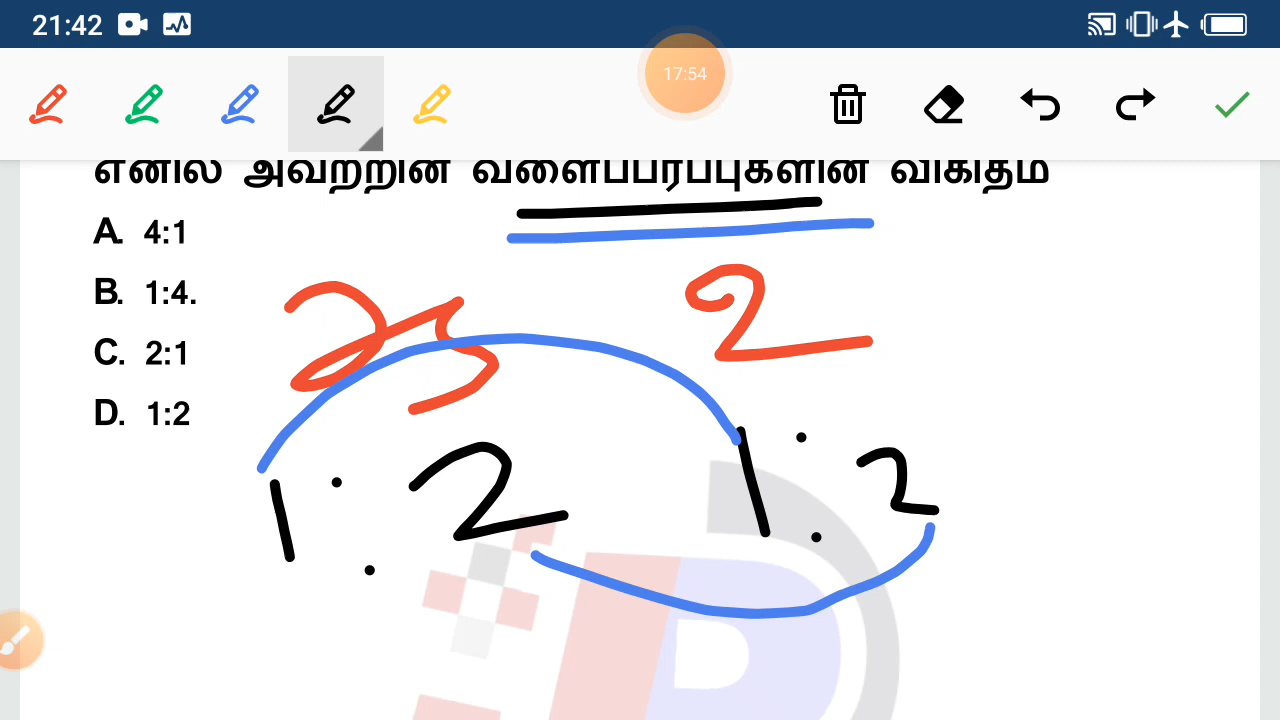 21:42
17:54
எனில் அவற்றின் வளைப்பரப்புகளின் விகிதம்
A. 4:1
B. 1:4.
C. 2:1
D. 1:2
2
1 : 2
1 : 2